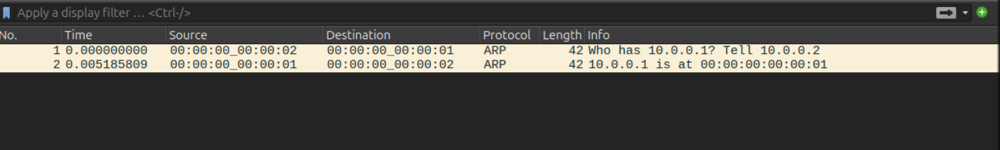 Apply a display filter … <Ctrl-/>
No. Time Source Destination Protocol Length Info
1 0.000000000 00:00:00_00:00:02 00:00:00_00:00:01 ARP 42 Who has 10.0.0.1? Tell 10.0.0.2
2 0.005185809 00:00:00_00:00:01 00:00:00_00:00:02 ARP 42 10.0.0.1 is at 00:00:00:00:00:01